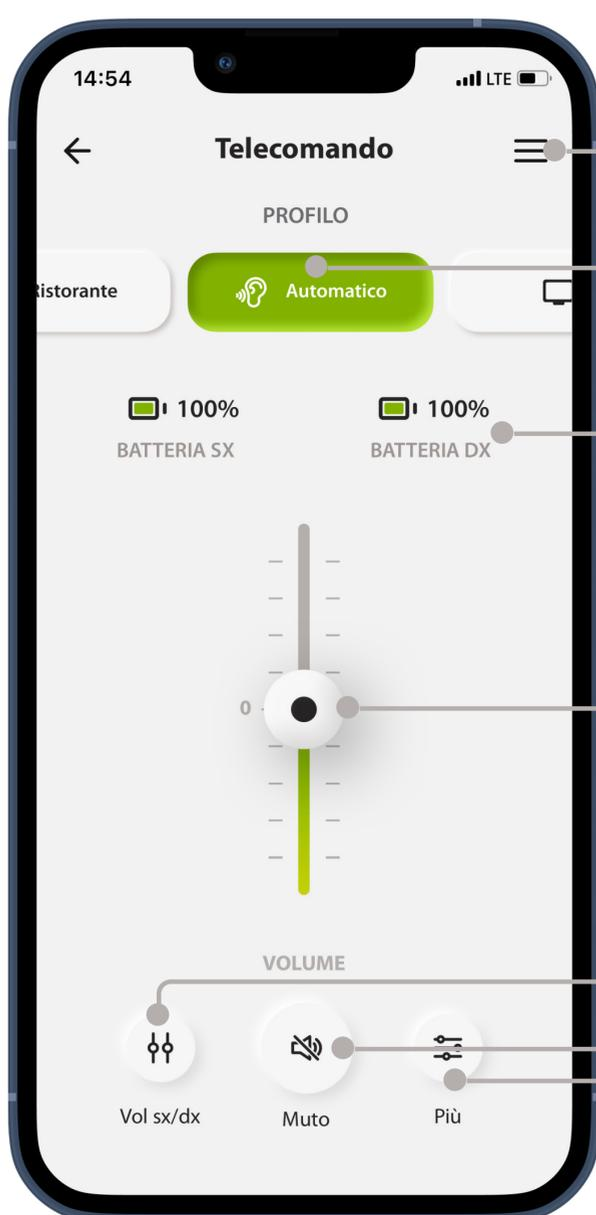 14:54 LTE
Telecomando
PROFILO
Ristorante Automatico
100% 100%
BATTERIA SX BATTERIA DX
0
VOLUME
Vol sx/dx Muto Più